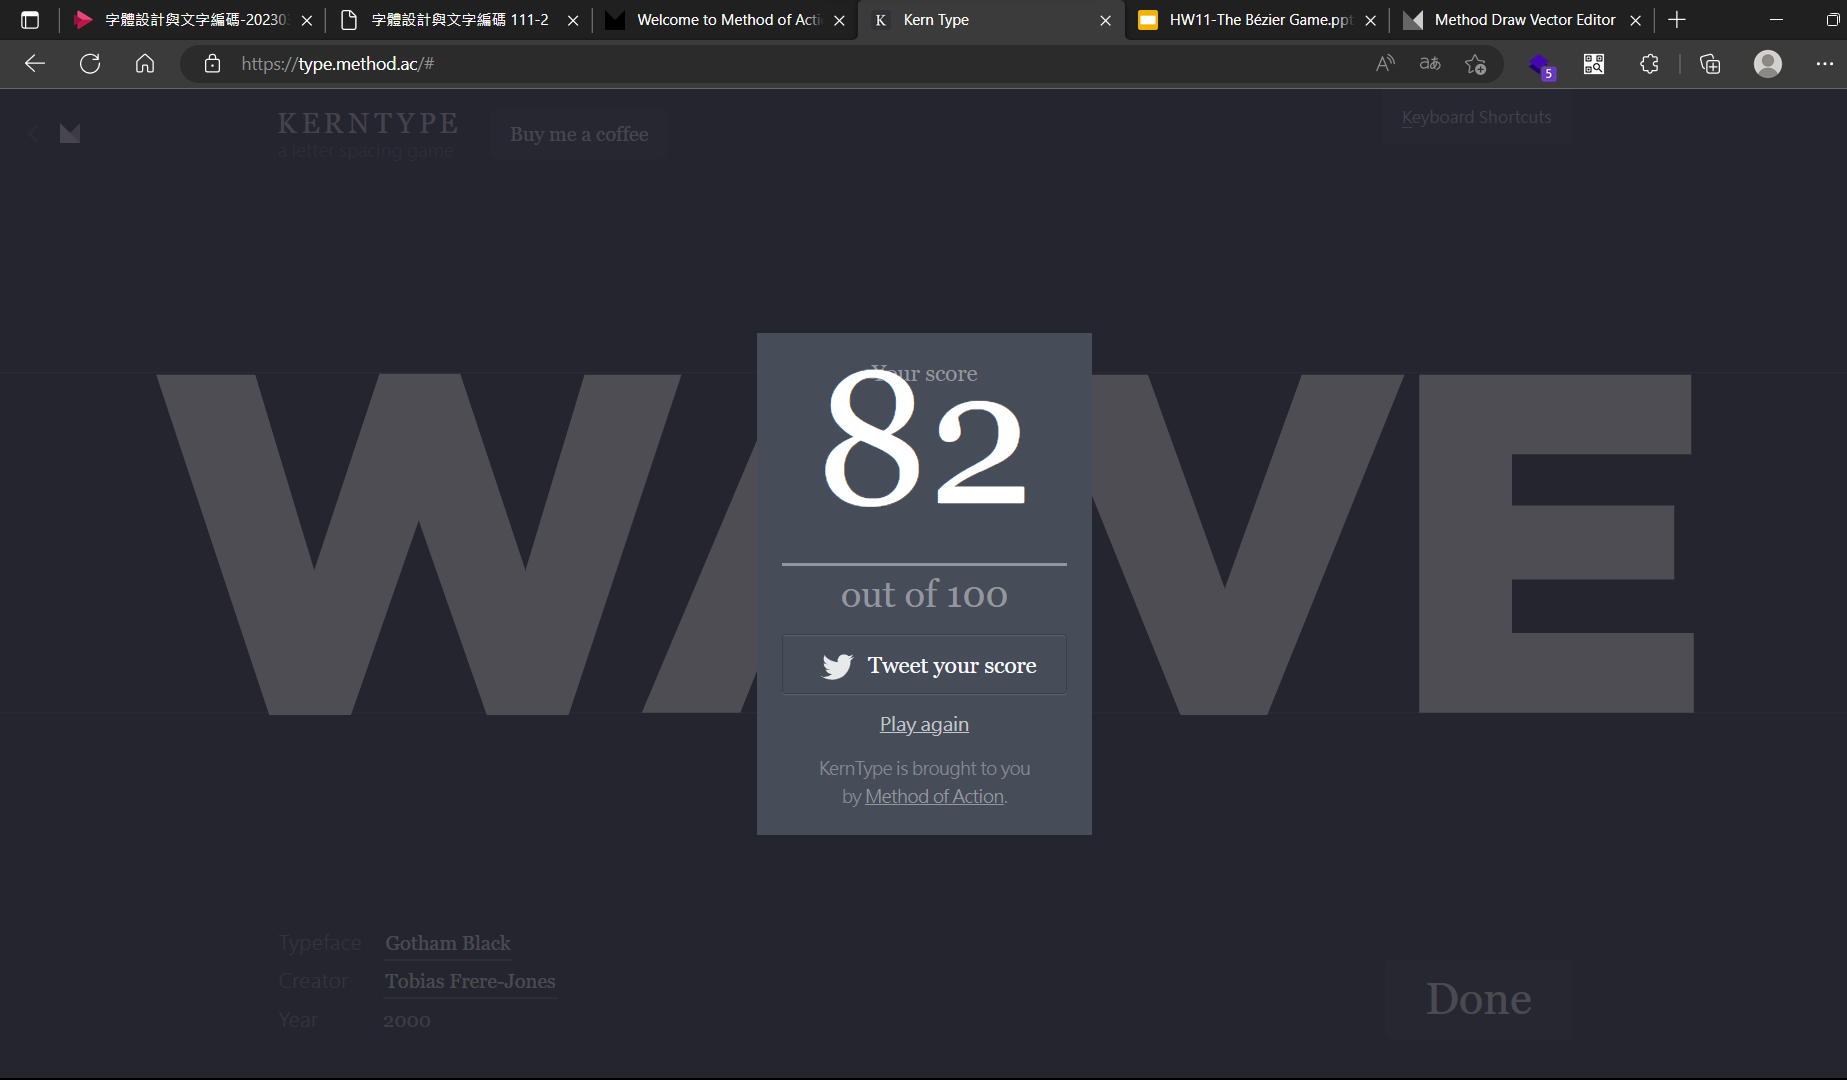 字體設計與文字編碼-20230
字體設計與文字編碼 111-2
Welcome to Method of Acti
Kern Type
HW11-The Bézier Game.ppt
Method Draw Vector Editor
https://type.method.ac/#
5
KERNTYPE
a letter spacing game
Buy me a coffee
Keyboard Shortcuts
WAVE
Your score
82
out of 100
Tweet your score
Play again
KernType is brought to you
by Method of Action.
Typeface Gotham Black
Creator Tobias Frere-Jones
Year 2000
Done